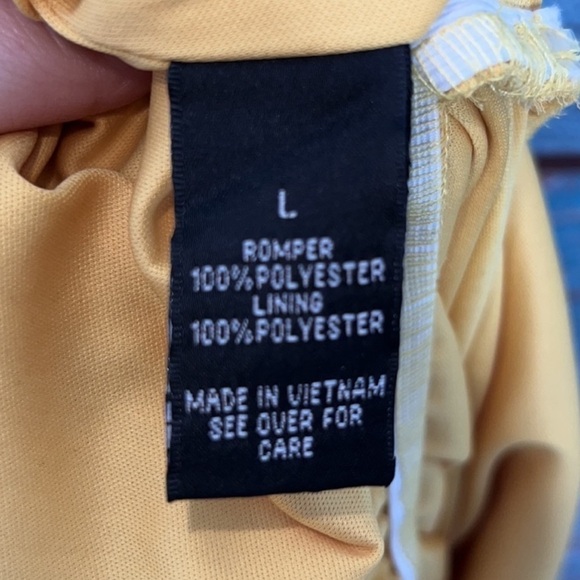 L
ROMPER
100%POLYESTER
LINING
100%POLYESTER
MADE IN VIETNAM
SEE OVER FOR
CARE